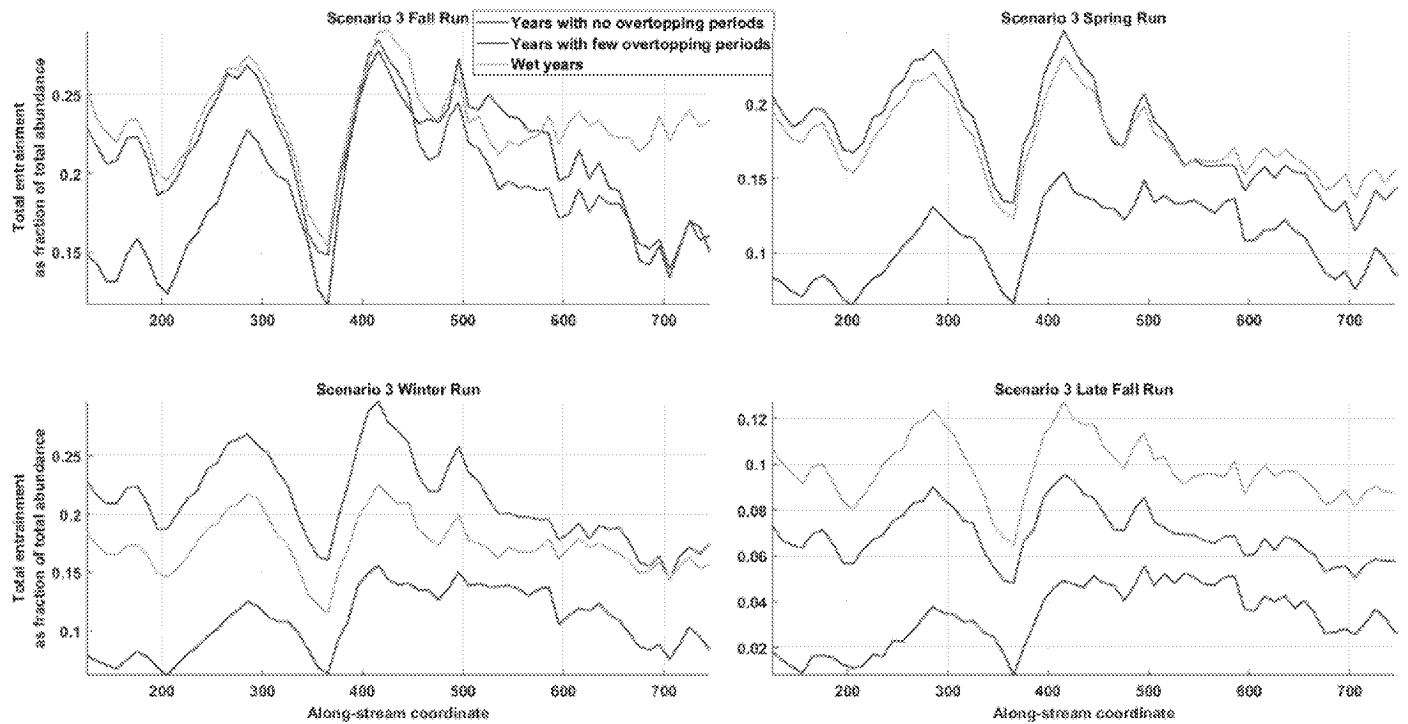 Scenario 3 Fall Run
Years with no overtopping periods
Years with few overtopping periods
Wet years
Total entrainment
as fraction of total abundance
0.25
0.2
0.15
200 300 400 500 600 700
Scenario 3 Spring Run
0.2
0.15
0.1
200 300 400 500 600 700
Scenario 3 Winter Run
Total entrainment
as fraction of total abundance
0.25
0.2
0.15
0.1
200 300 400 500 600 700
Along-stream coordinate
Scenario 3 Late Fall Run
0.12
0.1
0.08
0.06
0.04
0.02
200 300 400 500 600 700
Along-stream coordinate